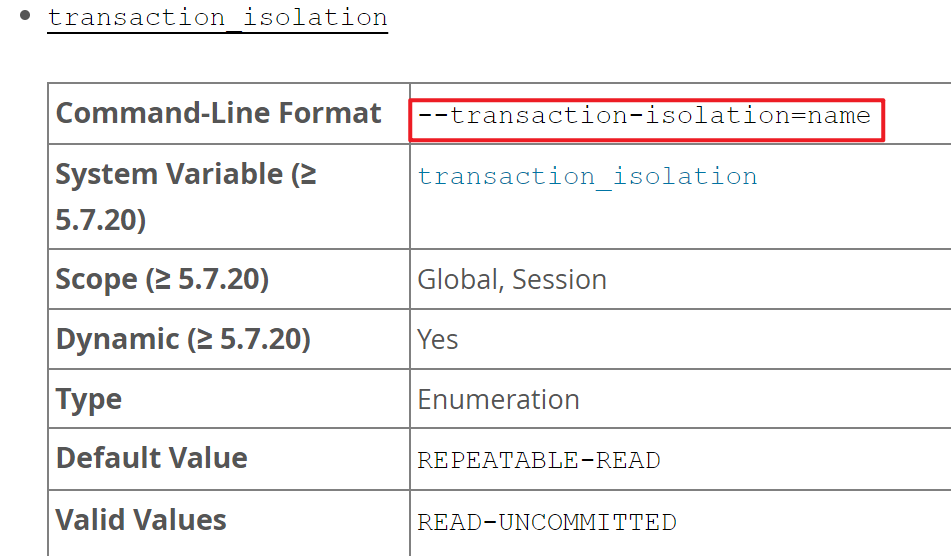 transaction_isolation
Command-Line Format --transaction-isolation=name
System Variable (≥ transaction_isolation
5.7.20)
Scope (≥ 5.7.20) Global, Session
Dynamic (≥ 5.7.20) Yes
Type Enumeration
Default Value REPEATABLE-READ
Valid Values READ-UNCOMMITTED